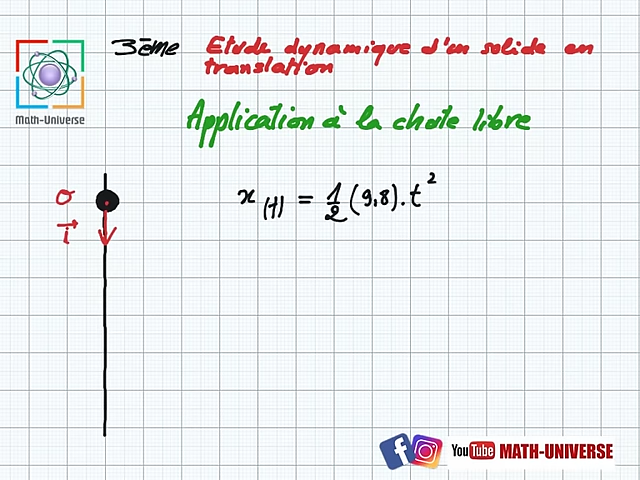 3ème Etude dynamique d'un solide en
translation
Math-Universe
Application à la chute libre
O
x(t) = 1/2 (9,8).t²
i
YouTube MATH-UNIVERSE